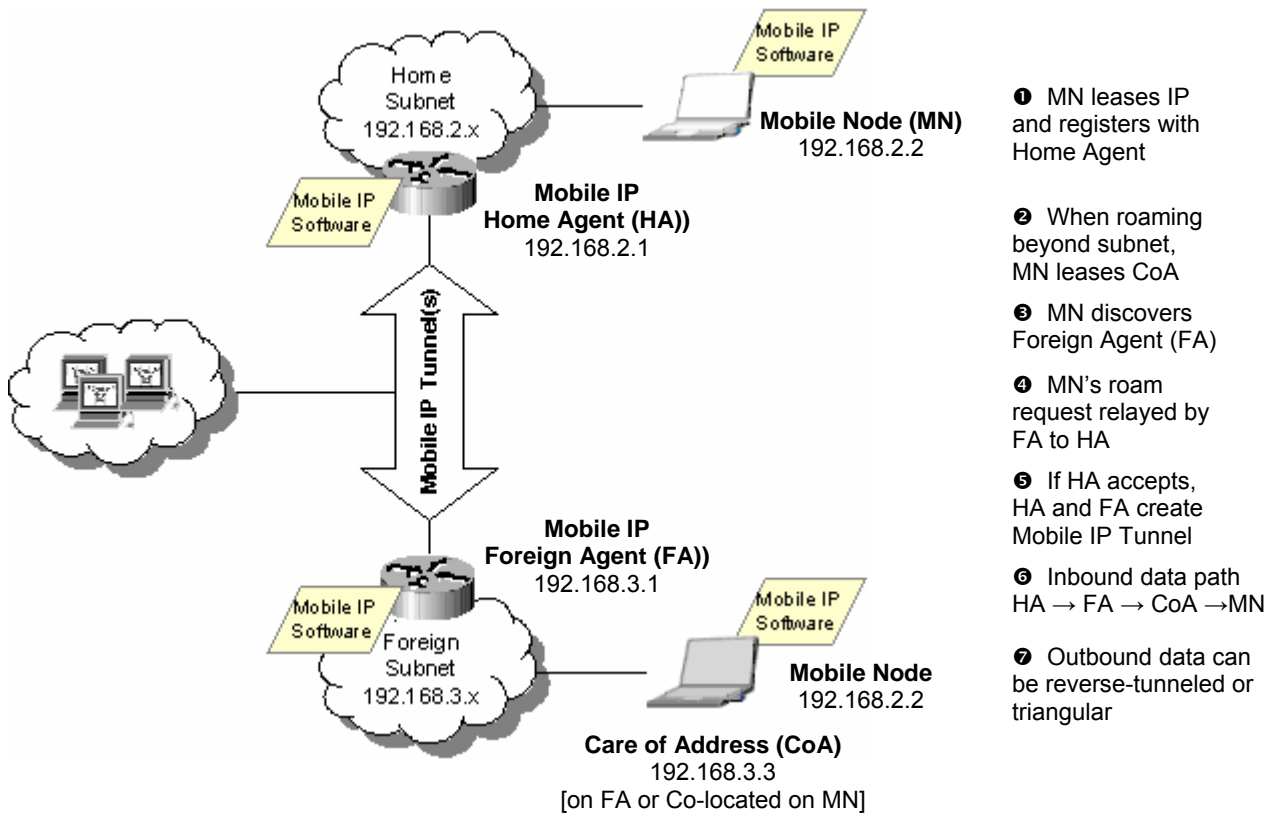 Mobile IP
Software
Home
Subnet
192.168.2.x
Mobile Node (MN)
192.168.2.2
Mobile IP
Software
Mobile IP
Home Agent (HA))
192.168.2.1
Mobile IP Tunnel(s)
Mobile IP
Foreign Agent (FA))
192.168.3.1
Mobile IP
Software
Foreign
Subnet
192.168.3.x
Mobile IP
Software
Mobile Node
192.168.2.2
Care of Address (CoA)
192.168.3.3
[on FA or Co-located on MN]
❶ MN leases IP
and registers with
Home Agent
❷ When roaming
beyond subnet,
MN leases CoA
❸ MN discovers
Foreign Agent (FA)
❹ MN’s roam
request relayed by
FA to HA
❺ If HA accepts,
HA and FA create
Mobile IP Tunnel
❻ Inbound data path
HA → FA → CoA →MN
❼ Outbound data can
be reverse-tunneled or
triangular